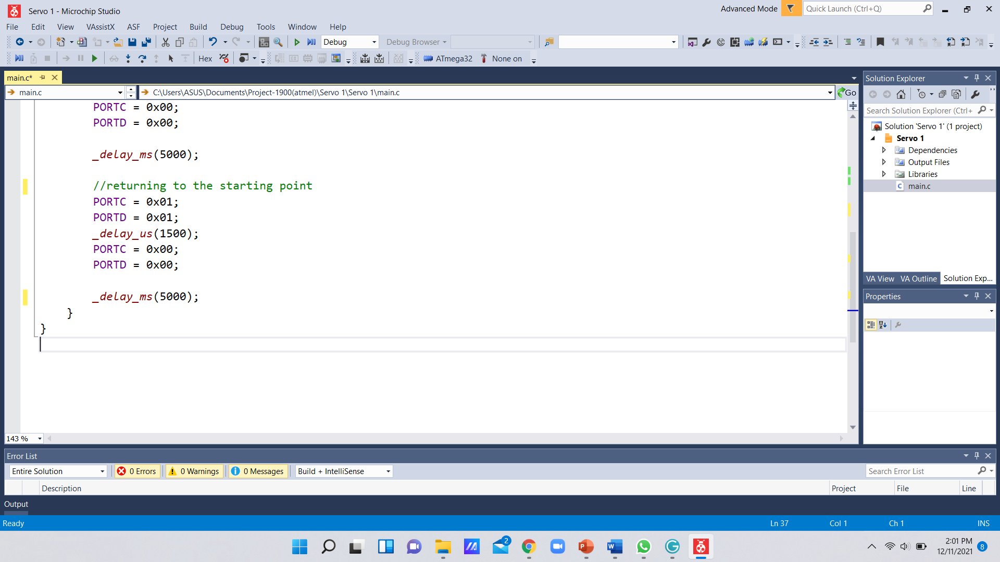 Servo 1 - Microchip Studio
Advanced Mode
Quick Launch (Ctrl+Q)
File Edit View VAssistX ASF Project Build Debug Tools Window Help
Debug
Debug Browser
Hex
ATmega32
None on
main.c*
main.c
C:\Users\ASUS\Documents\Project-1900(atmel)\Servo 1\Servo 1\main.c
Go
PORTC = 0x00;
PORTD = 0x00;
_delay_ms(5000);
//returning to the starting point
PORTC = 0x01;
PORTD = 0x01;
_delay_us(1500);
PORTC = 0x00;
PORTD = 0x00;
_delay_ms(5000);
}
}
143 %
Solution Explorer
Search Solution Explorer (Ctrl+
Solution 'Servo 1' (1 project)
Servo 1
Dependencies
Output Files
Libraries
main.c
VA View VA Outline Solution Exp...
Properties
Error List
Entire Solution
0 Errors
0 Warnings
0 Messages
Build + IntelliSense
Search Error List
Description Project File Line
Output
Ready Ln 37 Col 1 Ch 1 INS
2
2:01 PM
12/11/2021
8